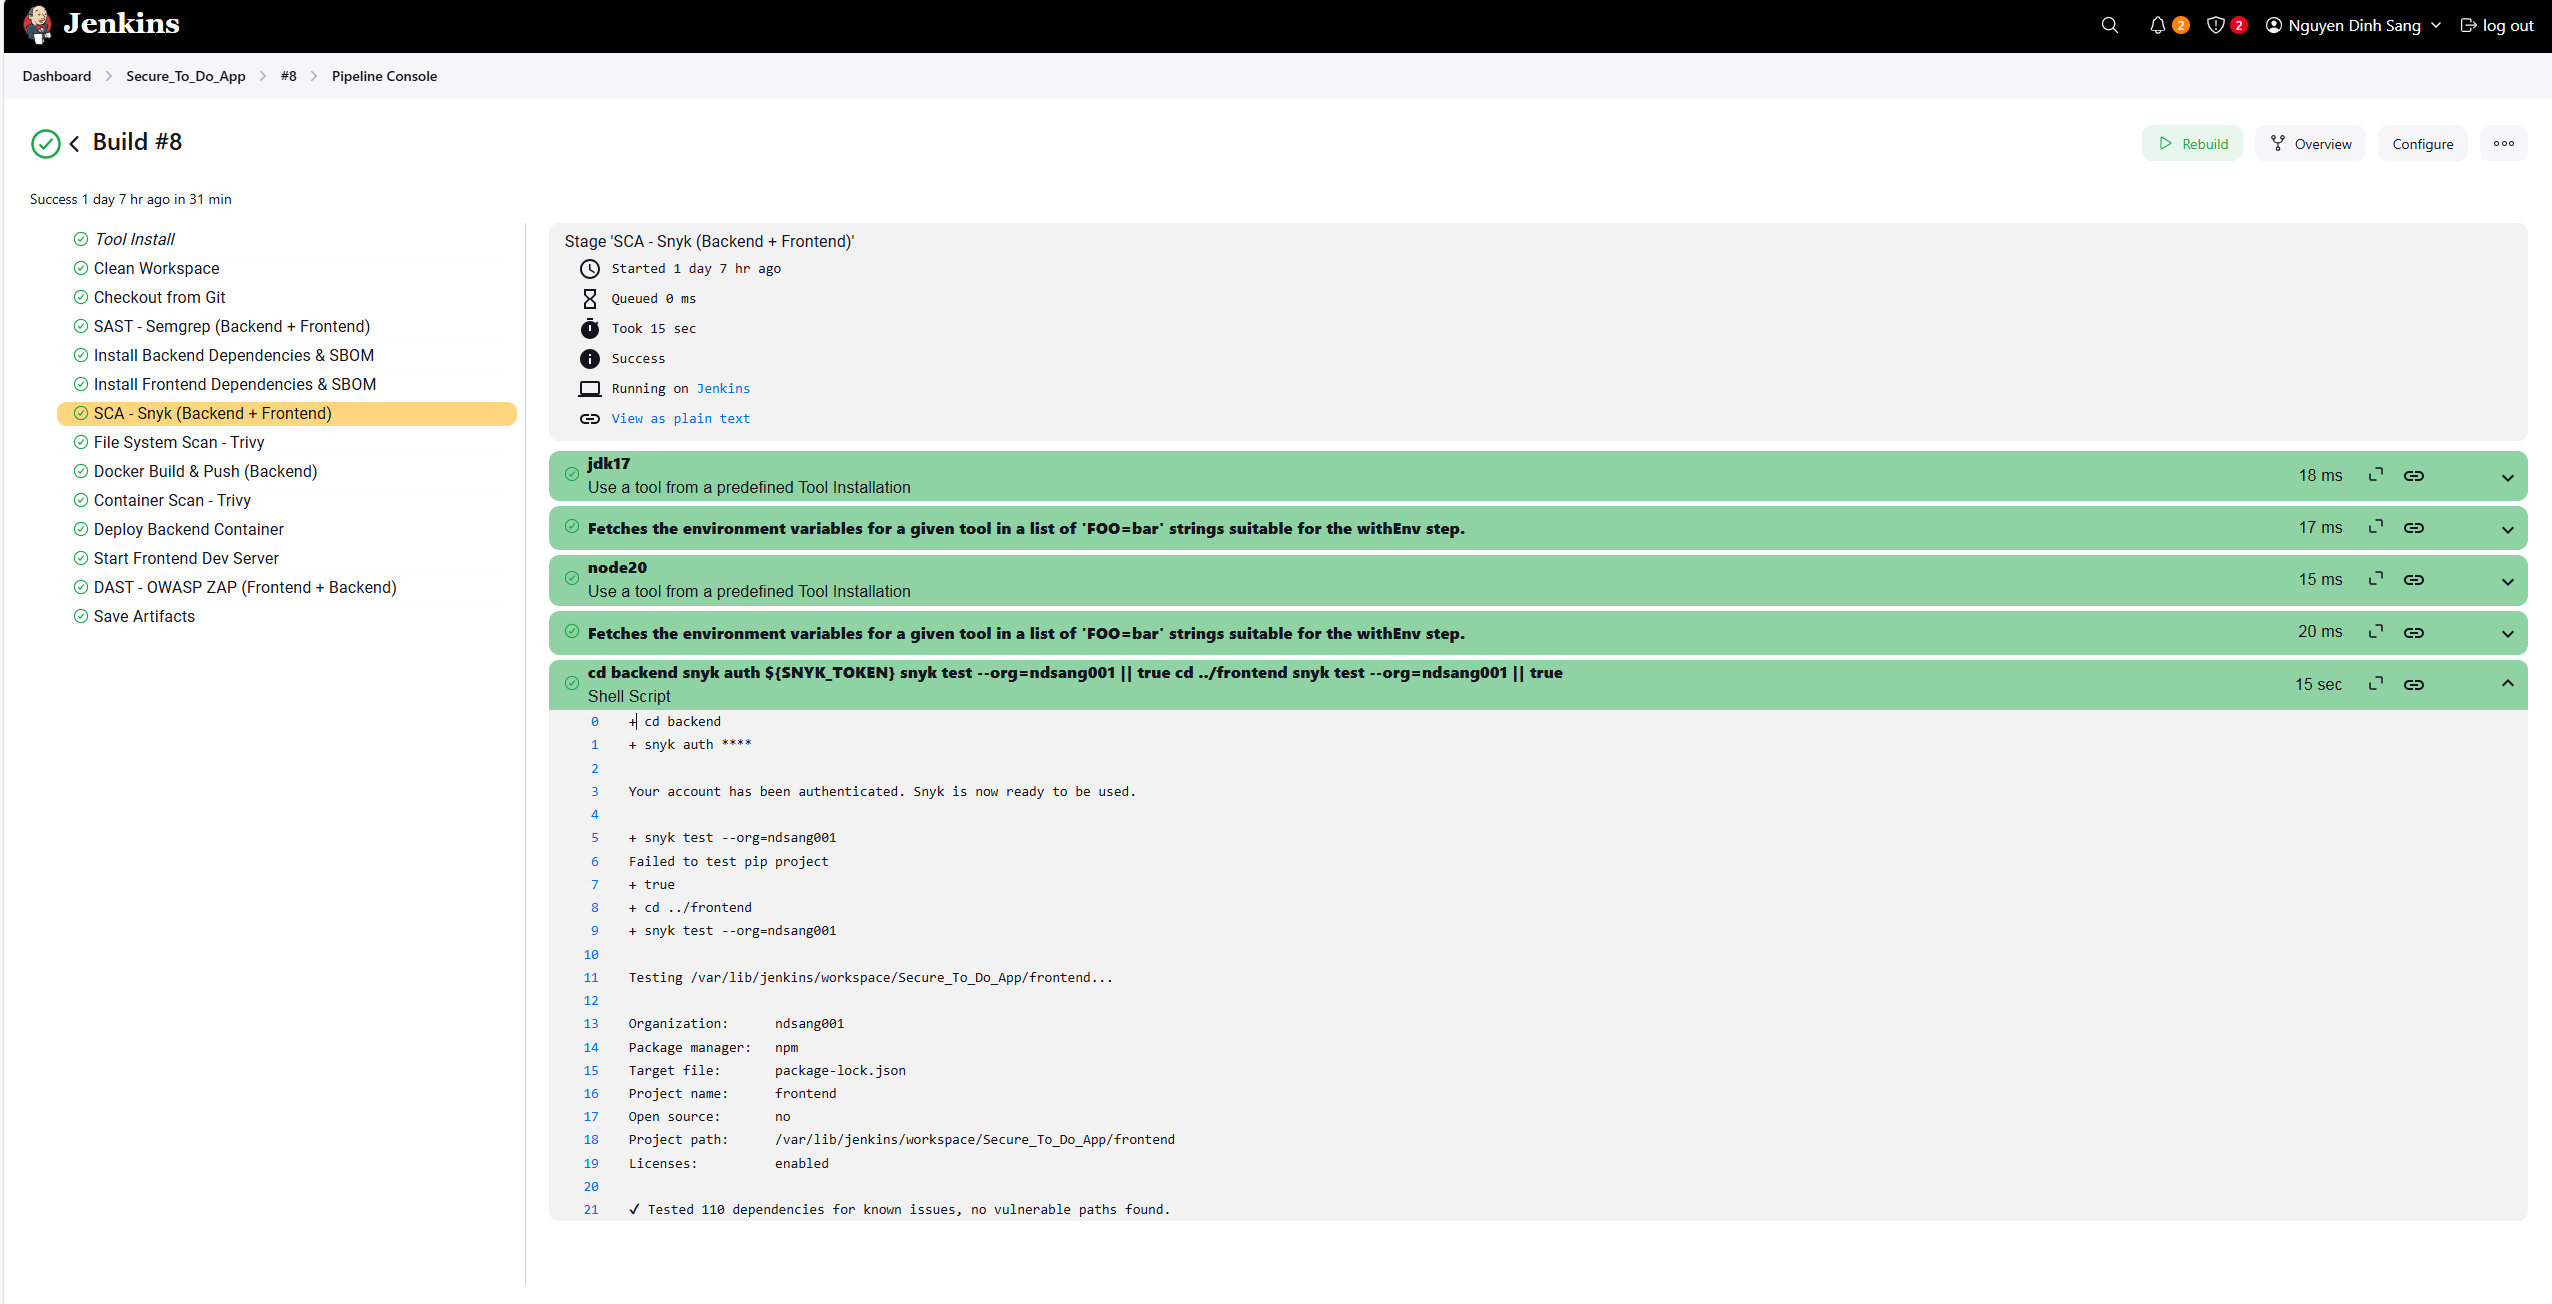 Jenkins
2
2
Nguyen Dinh Sang
log out
Dashboard
Secure_To_Do_App
#8
Pipeline Console
Build #8
Rebuild
Overview
Configure
Success 1 day 7 hr ago in 31 min
Tool Install
Clean Workspace
Checkout from Git
SAST - Semgrep (Backend + Frontend)
Install Backend Dependencies & SBOM
Install Frontend Dependencies & SBOM
SCA - Snyk (Backend + Frontend)
File System Scan - Trivy
Docker Build & Push (Backend)
Container Scan - Trivy
Deploy Backend Container
Start Frontend Dev Server
DAST - OWASP ZAP (Frontend + Backend)
Save Artifacts
Stage 'SCA - Snyk (Backend + Frontend)'
Started 1 day 7 hr ago
Queued 0 ms
Took 15 sec
Success
Running on Jenkins
View as plain text
jdk17
Use a tool from a predefined Tool Installation
18 ms
Fetches the environment variables for a given tool in a list of 'FOO=bar' strings suitable for the withEnv step.
17 ms
node20
Use a tool from a predefined Tool Installation
15 ms
Fetches the environment variables for a given tool in a list of 'FOO=bar' strings suitable for the withEnv step.
20 ms
cd backend snyk auth ${SNYK_TOKEN} snyk test --org=ndsang001 || true cd ../frontend snyk test --org=ndsang001 || true
Shell Script
15 sec
0 + cd backend
1 + snyk auth ****
2
3 Your account has been authenticated. Snyk is now ready to be used.
4
5 + snyk test --org=ndsang001
6 Failed to test pip project
7 + true
8 + cd ../frontend
9 + snyk test --org=ndsang001
10
11 Testing /var/lib/jenkins/workspace/Secure_To_Do_App/frontend...
12
13 Organization: ndsang001
14 Package manager: npm
15 Target file: package-lock.json
16 Project name: frontend
17 Open source: no
18 Project path: /var/lib/jenkins/workspace/Secure_To_Do_App/frontend
19 Licenses: enabled
20
21 ✓ Tested 110 dependencies for known issues, no vulnerable paths found.